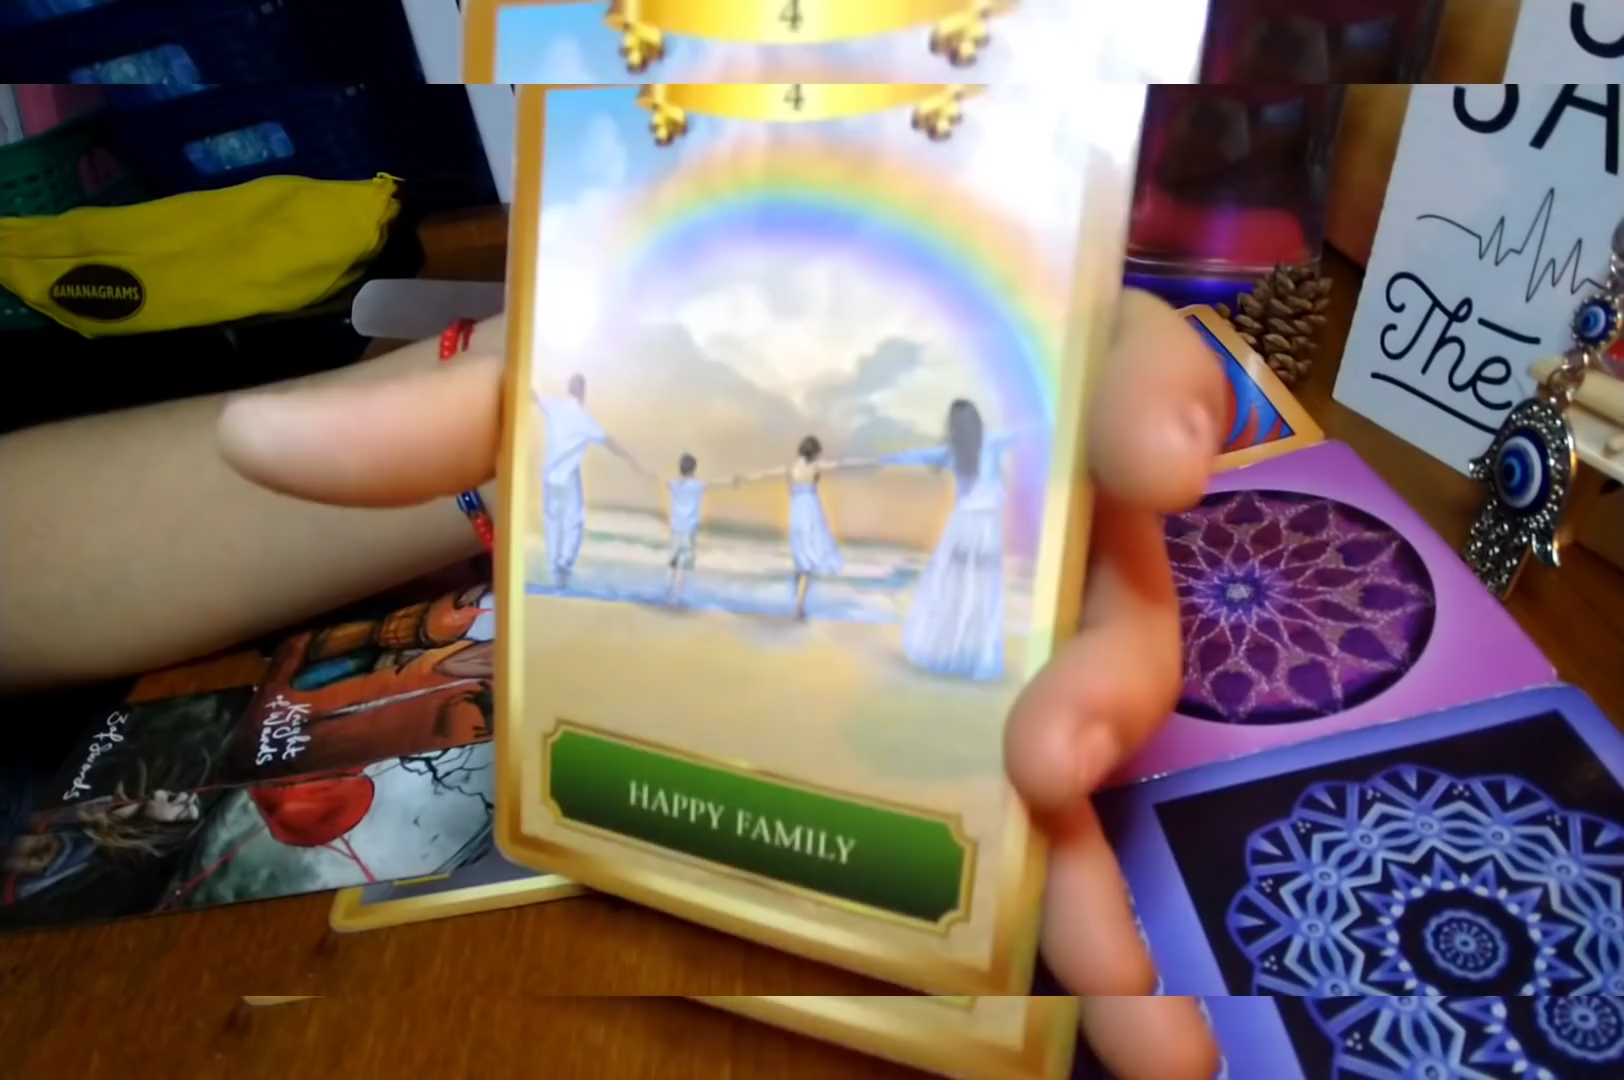 4
4
BANANAGRAMS
The
Knight
of Wands
3 of Swords
HAPPY FAMILY